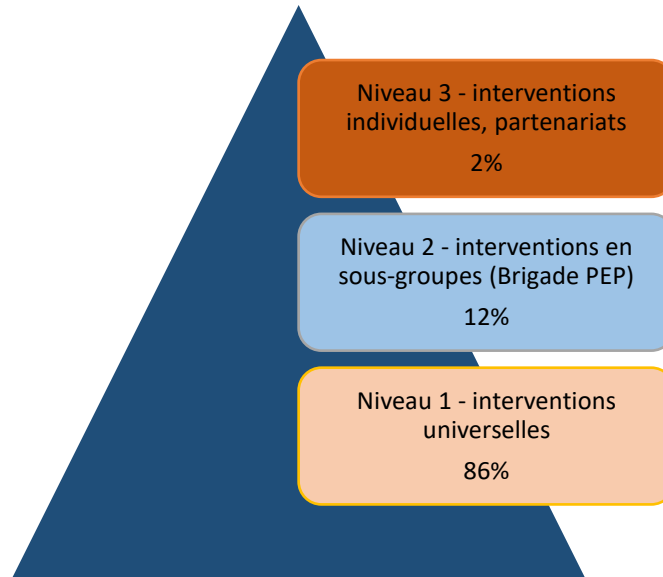 Niveau 3 - interventions
individuelles, partenariats
2%
Niveau 2 - interventions en
sous-groupes (Brigade PEP)
12%
Niveau 1 - interventions
universelles
86%